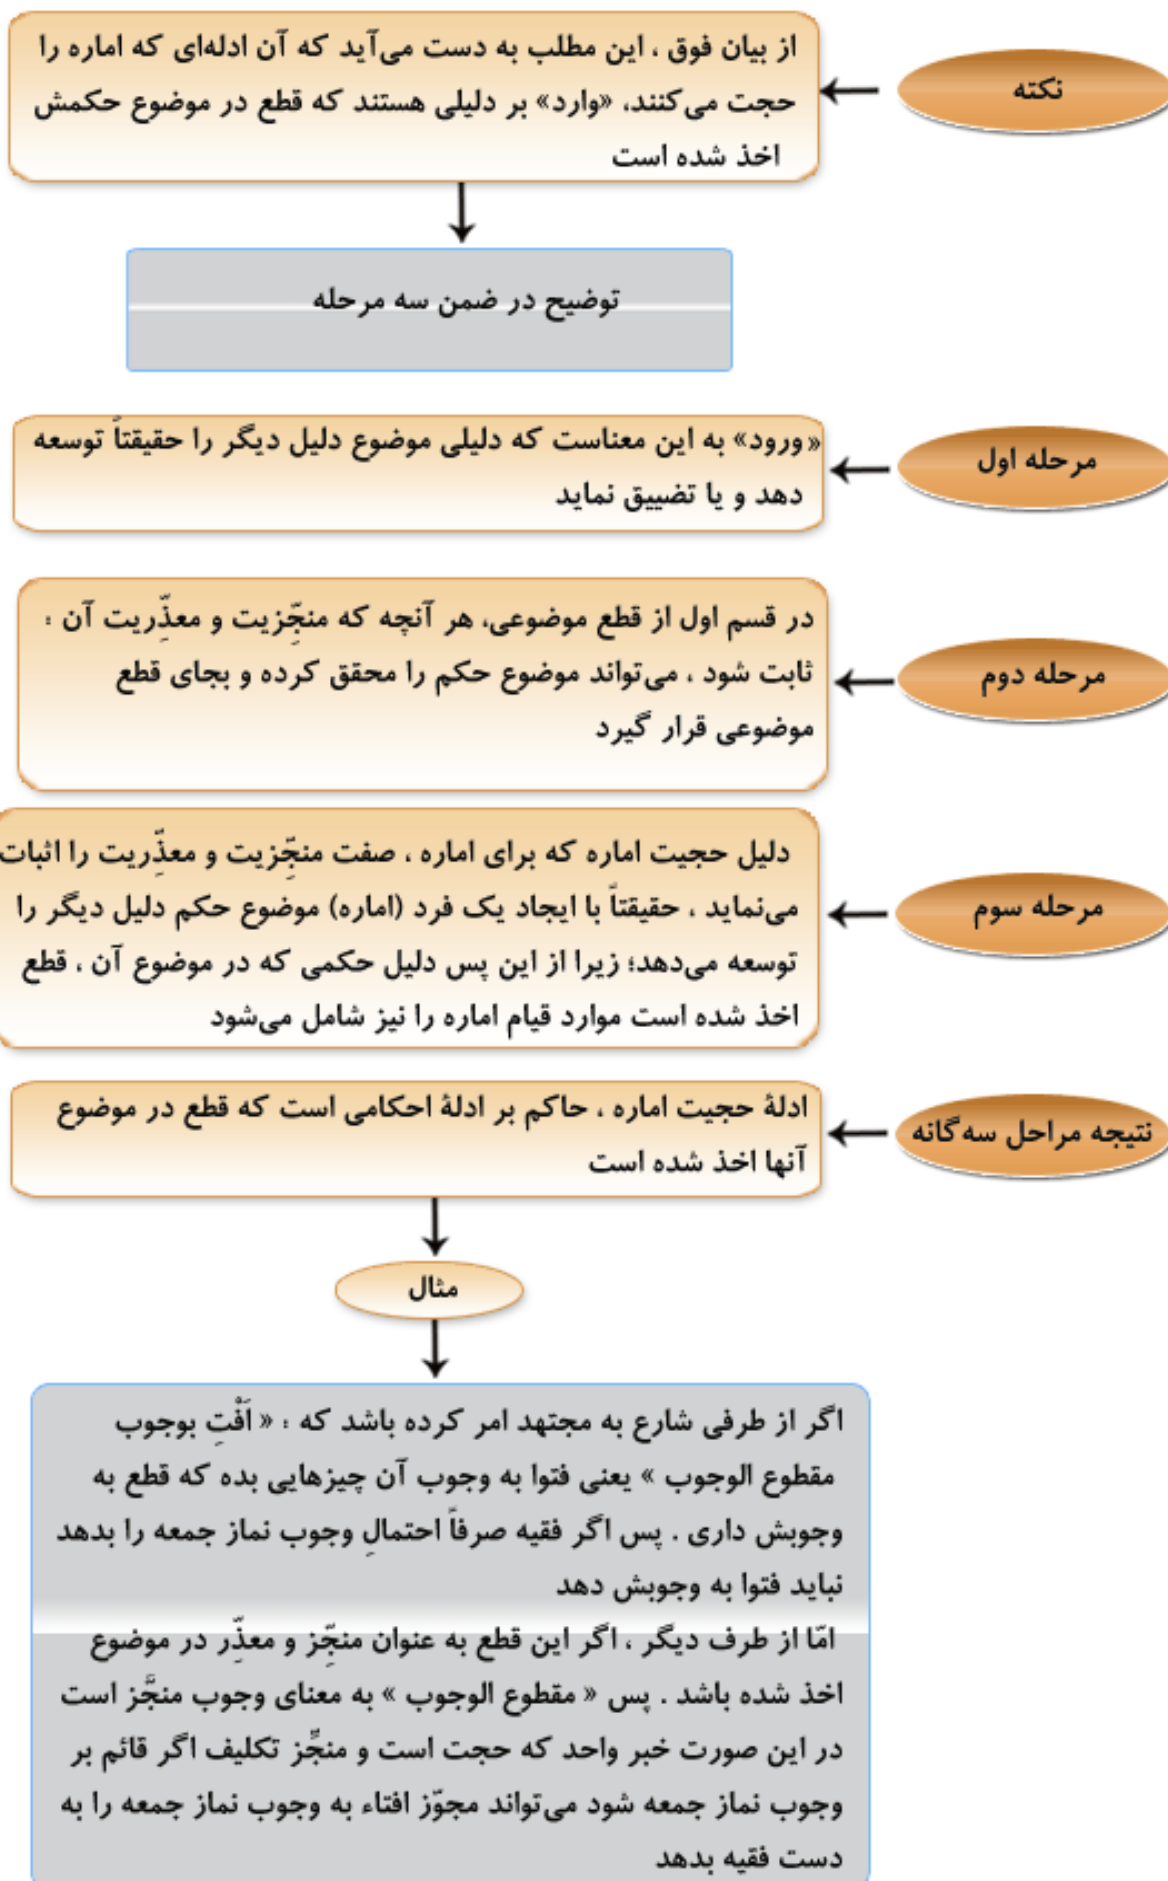 نکته
از بیان فوق ، این مطلب به دست می‌آید که آن ادله‌ای که اماره را
حجت می‌کنند، «وارد» بر دلیلی هستند که قطع در موضوع حکمش
اخذ شده است
توضیح در ضمن سه مرحله
مرحله اول
«ورود» به این معناست که دلیلی موضوع دلیل دیگر را حقیقتاً توسعه
دهد و یا تضییق نماید
مرحله دوم
در قسم اول از قطع موضوعی، هر آنچه که منجّزیت و معذّریت آن :
ثابت شود ، می‌تواند موضوع حکم را محقق کرده و بجای قطع
موضوعی قرار گیرد
مرحله سوم
دلیل حجیت اماره که برای اماره ، صفت منجّزیت و معذّریت را اثبات
می‌نماید ، حقیقتاً با ایجاد یک فرد (اماره) موضوع حکم دلیل دیگر را
توسعه می‌دهد؛ زیرا از این پس دلیل حکمی که در موضوع آن ، قطع
اخذ شده است موارد قیام اماره را نیز شامل می‌شود
نتیجه مراحل سه‌گانه
ادلهٔ حجیت اماره ، حاکم بر ادلهٔ احکامی است که قطع در موضوع
آنها اخذ شده است
مثال
اگر از طرفی شارع به مجتهد امر کرده باشد که : « اَفْتِ بوجوب
مقطوع الوجوب » یعنی فتوا به وجوب آن چیزهایی بده که قطع به
وجوبش داری . پس اگر فقیه صرفاً احتمالِ وجوب نماز جمعه را بدهد
نباید فتوا به وجوبش دهد
امّا از طرف دیگر ، اگر این قطع به عنوان منجِّز و معذِّر در موضوع
اخذ شده باشد . پس « مقطوع الوجوب » به معنای وجوب منجَّز است
در این صورت خبر واحد که حجت است و منجِّز تکلیف اگر قائم بر
وجوب نماز جمعه شود می‌تواند مجوّز افتاء به وجوب نماز جمعه را به
دست فقیه بدهد